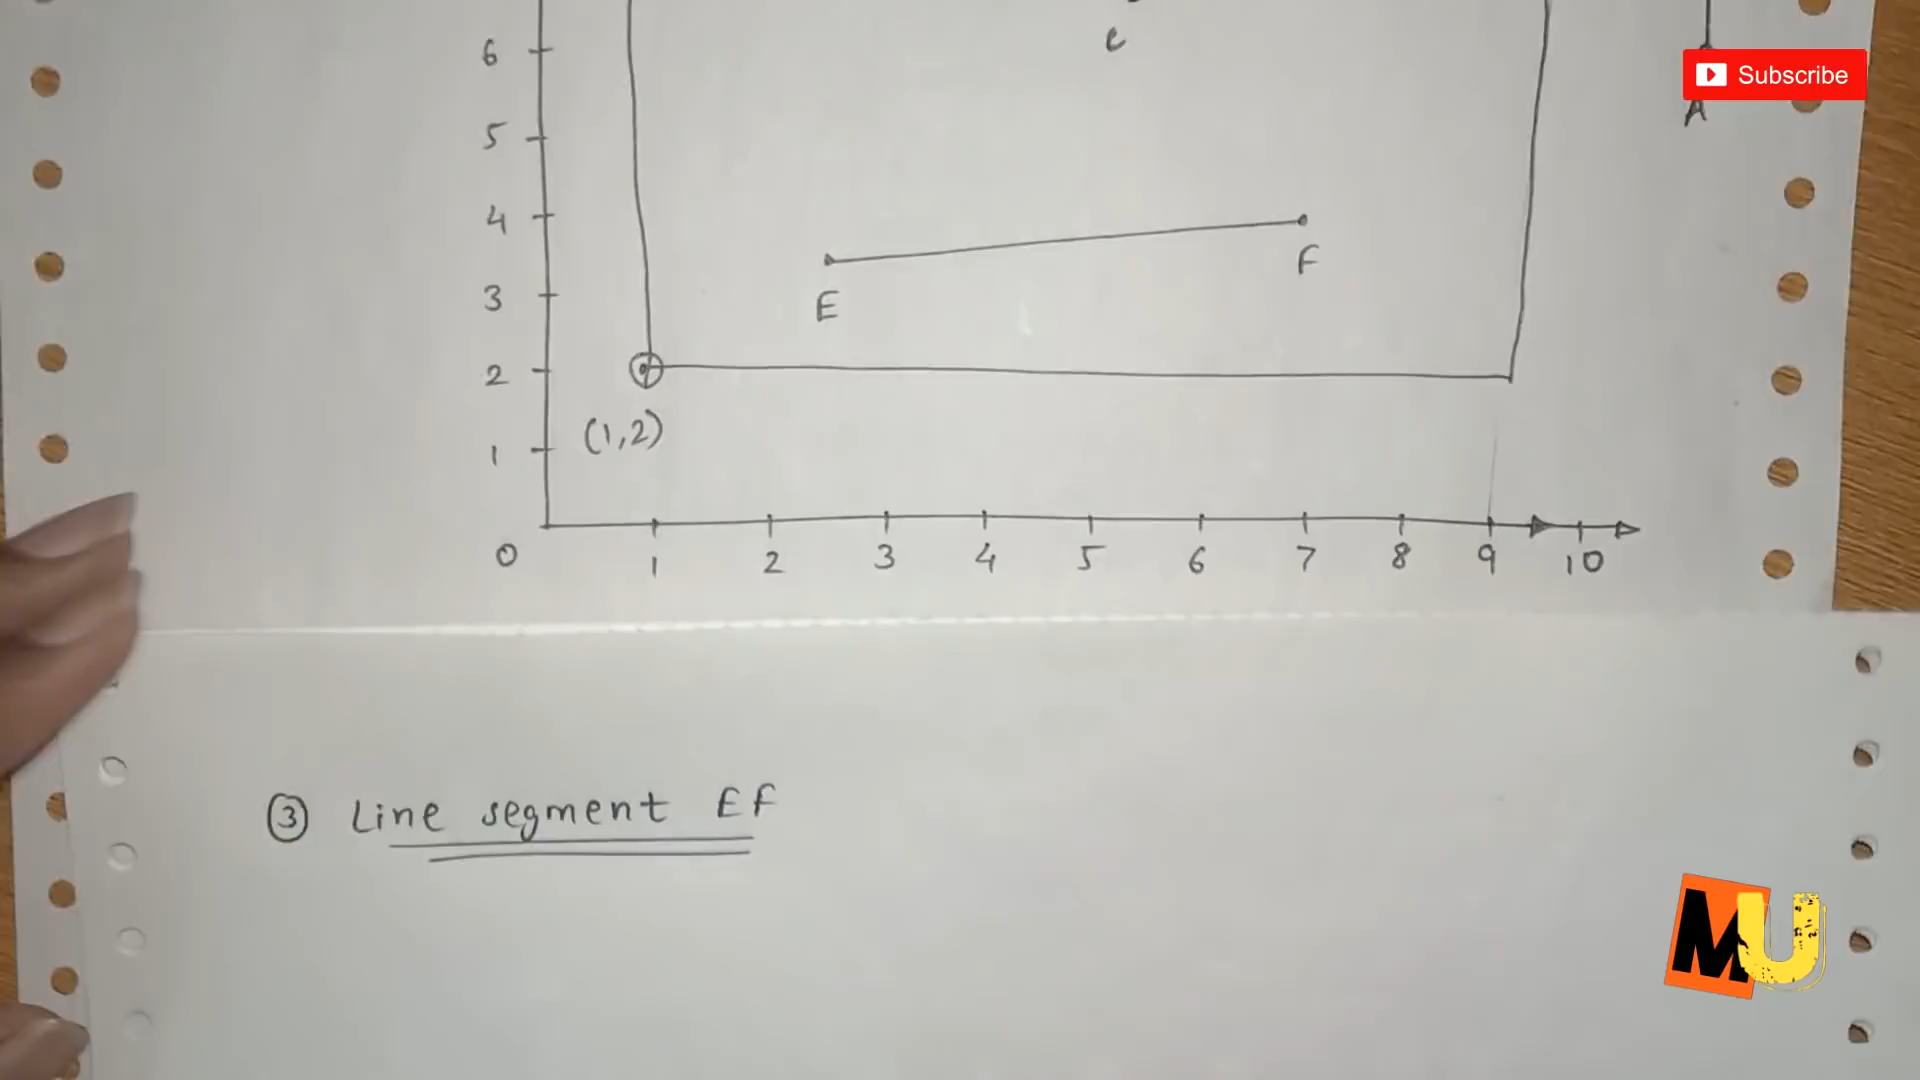 6
C
Subscribe
5
A
4
F
3
E
2
(1,2)
1
0 1 2 3 4 5 6 7 8 9 10
③ Line segment EF
MU